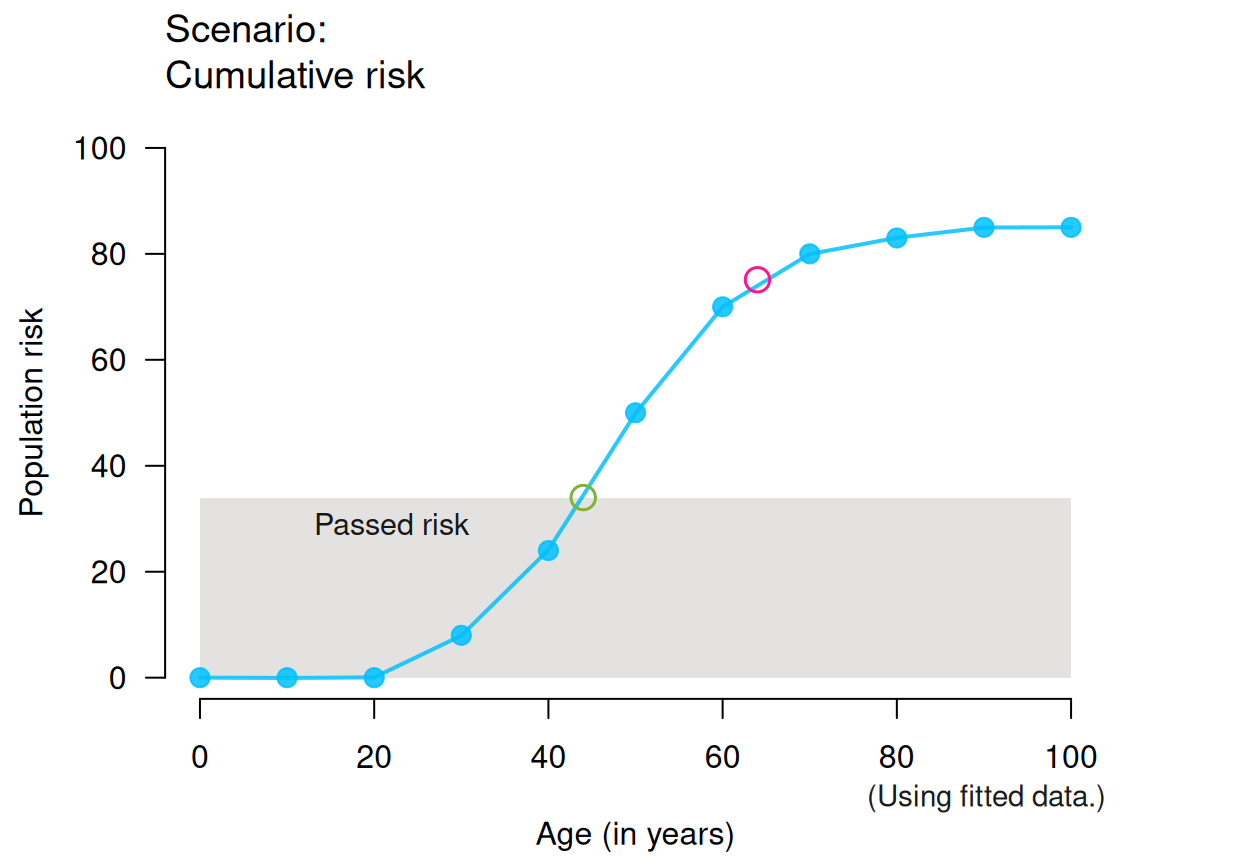 Scenario:
Cumulative risk
100
80
60
40
20
0
Population risk
Passed risk
0 20 40 60 80 100
(Using fitted data.)
Age (in years)